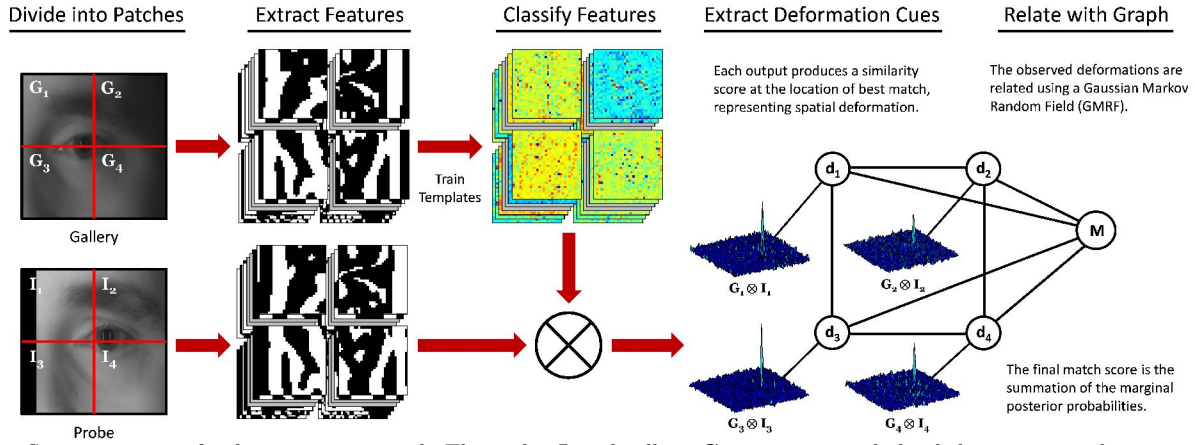 Divide into Patches
Extract Features
Classify Features
Extract Deformation Cues
Relate with Graph
G1
G2
G3
G4
Gallery
Train
Templates
Each output produces a similarity
score at the location of best match,
representing spatial deformation.
The observed deformations are
related using a Gaussian Markov
Random Field (GMRF).
d1
d2
M
G1 ⊗ I1
G2 ⊗ I2
I1
I2
I3
I4
Probe
d3
d4
G3 ⊗ I3
G4 ⊗ I4
The final match score is the
summation of the marginal
posterior probabilities.